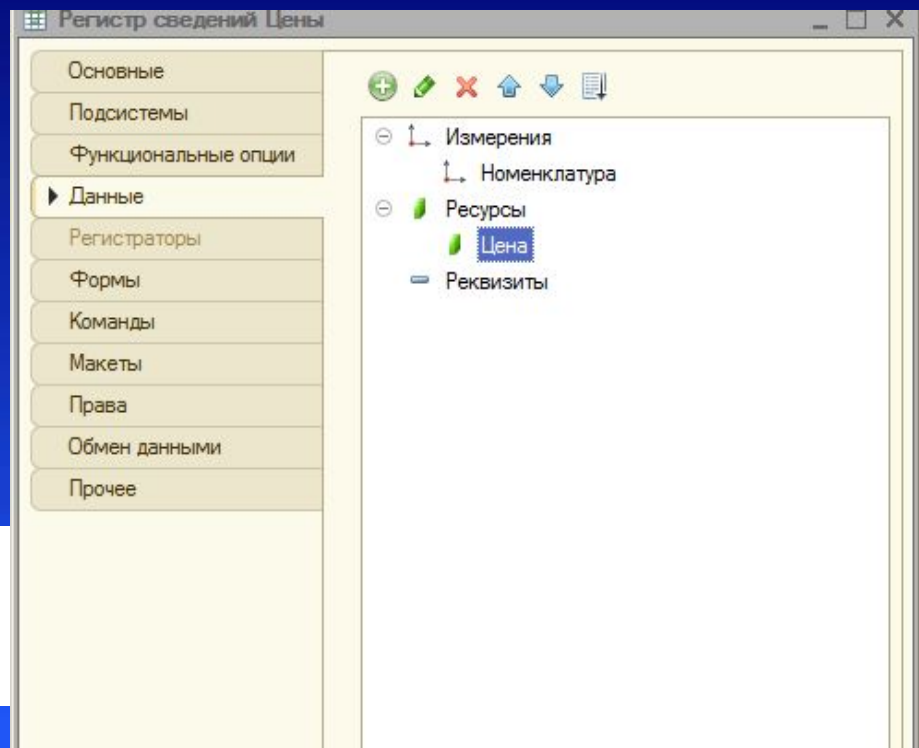 Регистр сведений Цены
Основные
Подсистемы
Функциональные опции
Данные
Регистраторы
Формы
Команды
Макеты
Права
Обмен данными
Прочее
Измерения
Номенклатура
Ресурсы
Цена
Реквизиты